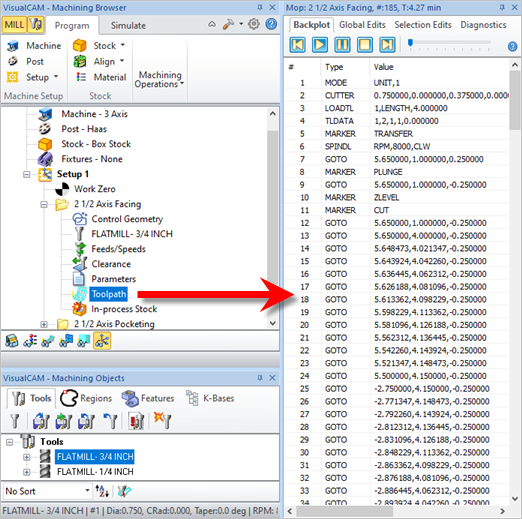 VisualCAM - Machining Browser
MILL
Program
Simulate
Machine
Post
Setup
Machine Setup
Stock
Align
Material
Stock
Machining
Operations
Machine - 3 Axis
Post - Haas
Stock - Box Stock
Fixtures - None
Setup 1
Work Zero
2 1/2 Axis Facing
Control Geometry
FLATMILL- 3/4 INCH
Feeds/Speeds
Clearance
Parameters
Toolpath
In-process Stock
2 1/2 Axis Pocketing
VisualCAM - Machining Objects
Tools
Regions
Features
K-Bases
Tools
FLATMILL- 3/4 INCH
FLATMILL- 1/4 INCH
No Sort
FLATMILL- 3/4 INCH | #1 | Dia:0.750, CRad:0.000, Taper:0.0 deg | RPM:
Mop: 2 1/2 Axis Facing, #:185, T:4.27 min
Backplot Global Edits Selection Edits Diagnostics
# Type Value
1 MODE UNIT,1
2 CUTTER 0.750000,0.000000,0.375000,0.000
3 LOADTL 1,LENGTH,4.000000
4 TLDATA 1,2,1,1,0.000000
5 MARKER TRANSFER
6 SPINDL RPM,8000,CLW
7 GOTO 5.650000,1.000000,0.250000
8 MARKER PLUNGE
9 GOTO 5.650000,1.000000,-0.250000
10 MARKER ZLEVEL
11 MARKER CUT
12 GOTO 5.650000,1.000000,-0.250000
13 GOTO 5.650000,4.000000,-0.250000
14 GOTO 5.648473,4.021347,-0.250000
15 GOTO 5.643924,4.042260,-0.250000
16 GOTO 5.636445,4.062312,-0.250000
17 GOTO 5.626188,4.081096,-0.250000
18 GOTO 5.613362,4.098229,-0.250000
19 GOTO 5.598229,4.113362,-0.250000
20 GOTO 5.581096,4.126188,-0.250000
21 GOTO 5.562312,4.136445,-0.250000
22 GOTO 5.542260,4.143924,-0.250000
23 GOTO 5.521347,4.148473,-0.250000
24 GOTO 5.500000,4.150000,-0.250000
25 GOTO -2.750000,4.150000,-0.250000
26 GOTO -2.771347,4.148473,-0.250000
27 GOTO -2.792260,4.143924,-0.250000
28 GOTO -2.812312,4.136445,-0.250000
29 GOTO -2.831096,4.126188,-0.250000
30 GOTO -2.848229,4.113362,-0.250000
31 GOTO -2.863362,4.098229,-0.250000
32 GOTO -2.876188,4.081096,-0.250000
33 GOTO -2.886445,4.062312,-0.250000
34 GOTO -2.893924,4.042260,-0.250000